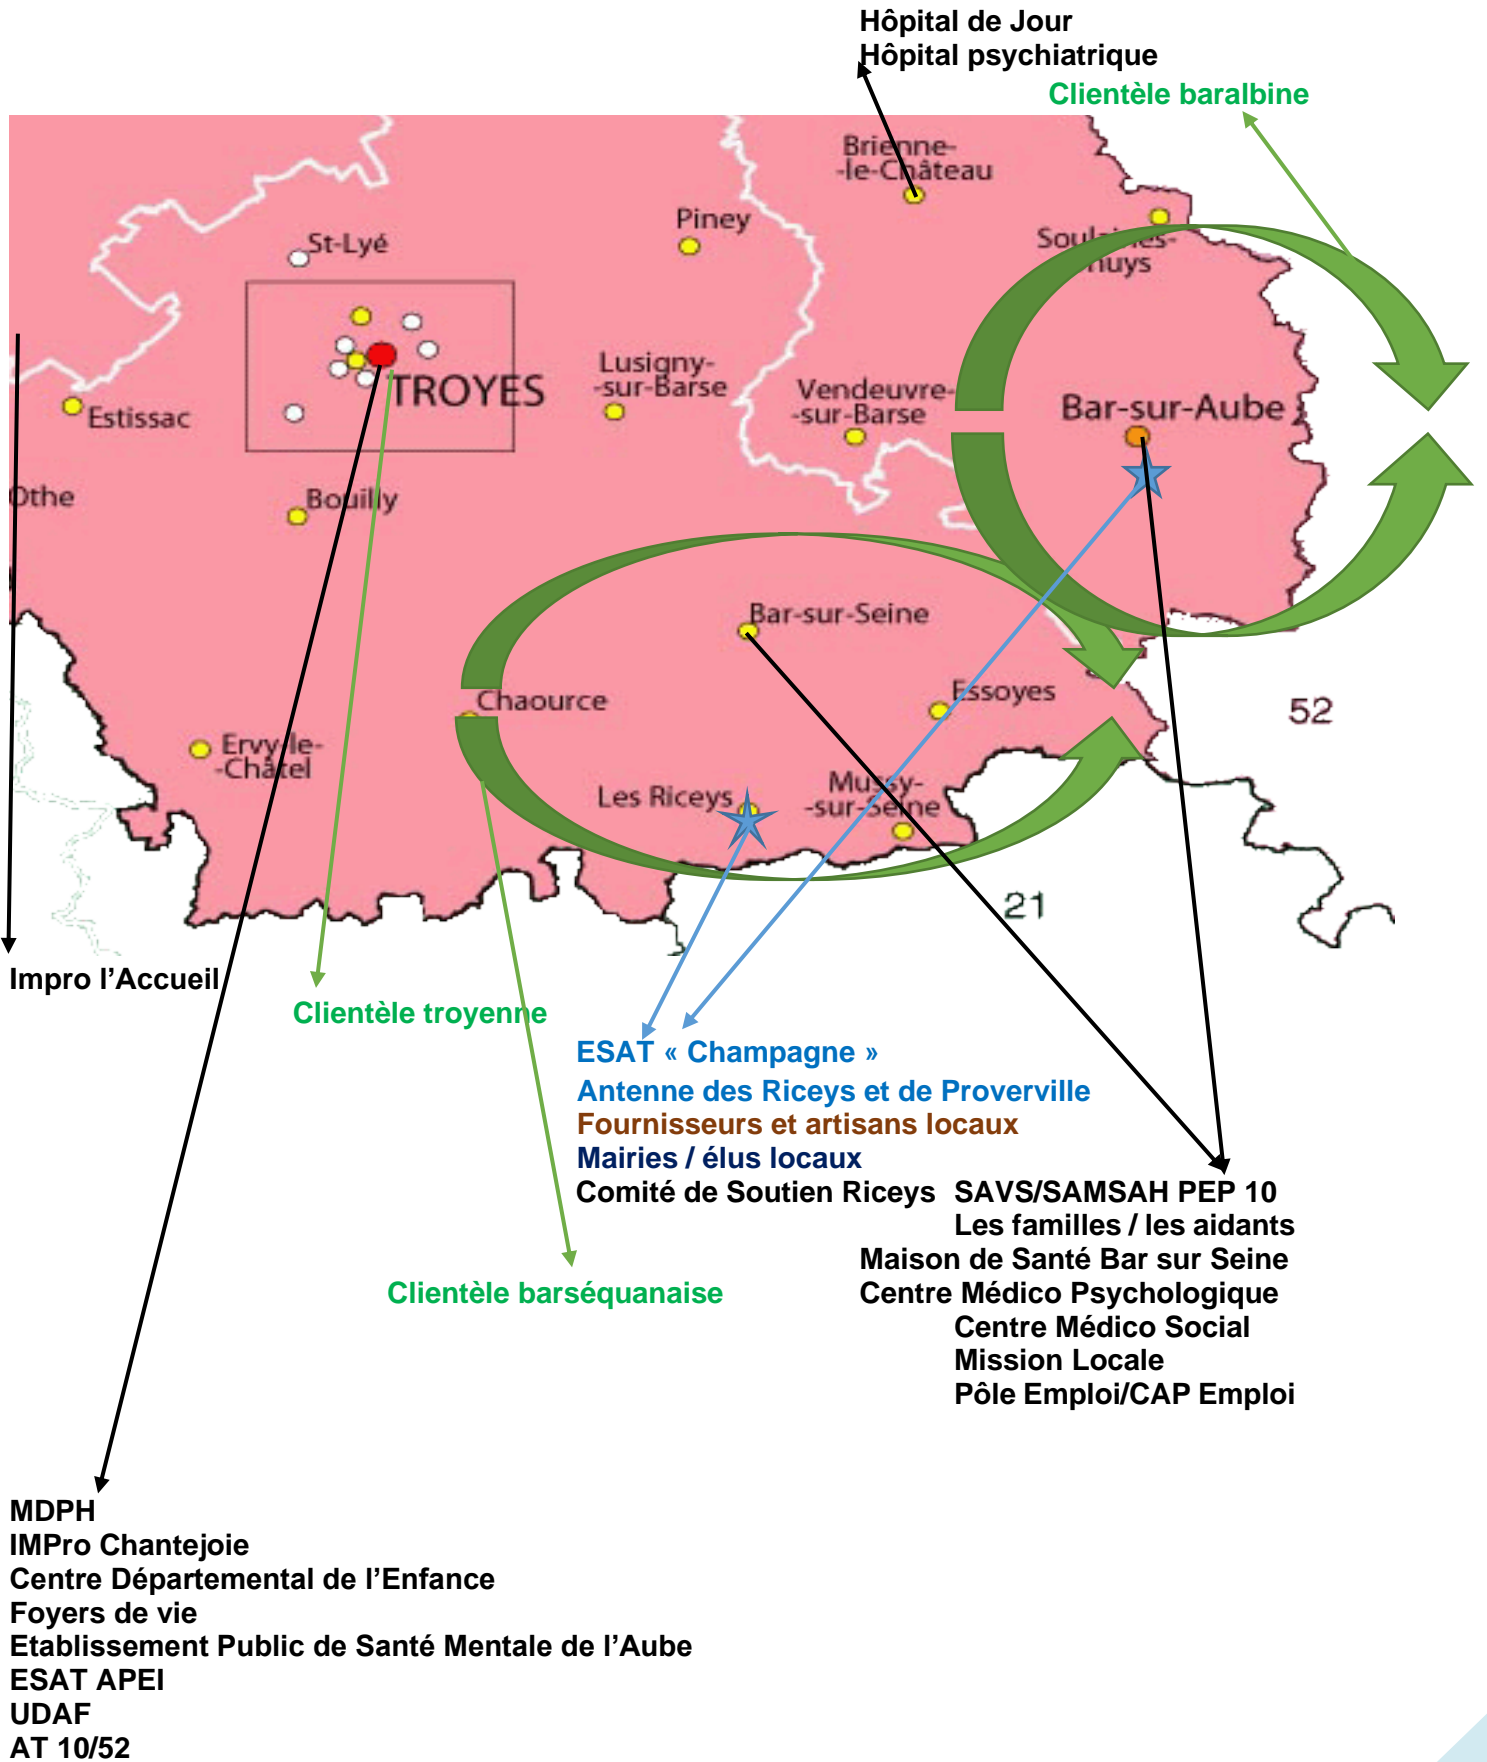 Hôpital de Jour
Hôpital psychiatrique
Clientèle baralbine
Brienne-
-le-Château
Piney
St-Lyé
TROYES
Lusigny-
-sur-Barse
Vendeuvre-
-sur-Barse
Bar-sur-Aube
Estissac
Othe
Bouilly
Bar-sur-Seine
Chaource
Essoyes
52
Ervy-le-
-Châtel
Les Riceys
Mussy-
-sur-Seine
21
Impro l’Accueil
Clientèle troyenne
ESAT « Champagne »
Antenne des Riceys et de Proverville
Fournisseurs et artisans locaux
Mairies / élus locaux
Comité de Soutien Riceys SAVS/SAMSAH PEP 10
Les familles / les aidants
Maison de Santé Bar sur Seine
Centre Médico Psychologique
Centre Médico Social
Mission Locale
Pôle Emploi/CAP Emploi
Clientèle barséquanaise
MDPH
IMPro Chantejoie
Centre Départemental de l’Enfance
Foyers de vie
Etablissement Public de Santé Mentale de l’Aube
ESAT APEI
UDAF
AT 10/52